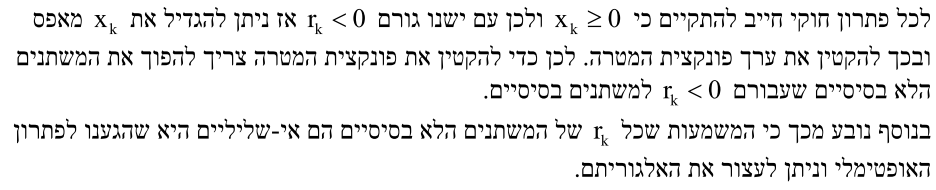 לכל פתרון חוקי חייב להתקיים כי x_k ≥ 0 ולכן עם ישנו גורם r_k < 0 אז ניתן להגדיל את x_k מאפס
ובכך להקטין את ערך פונקצית המטרה. לכן כדי להקטין את פונקצית המטרה צריך להפוך את המשתנים
הלא בסיסיים שעבורם r_k < 0 למשתנים בסיסיים.
בנוסף נובע מכך כי המשמעות שכל r_k של המשתנים הלא בסיסיים הם אי-שליליים היא שהגענו לפתרון
האופטימלי וניתן לעצור את האלגוריתם.